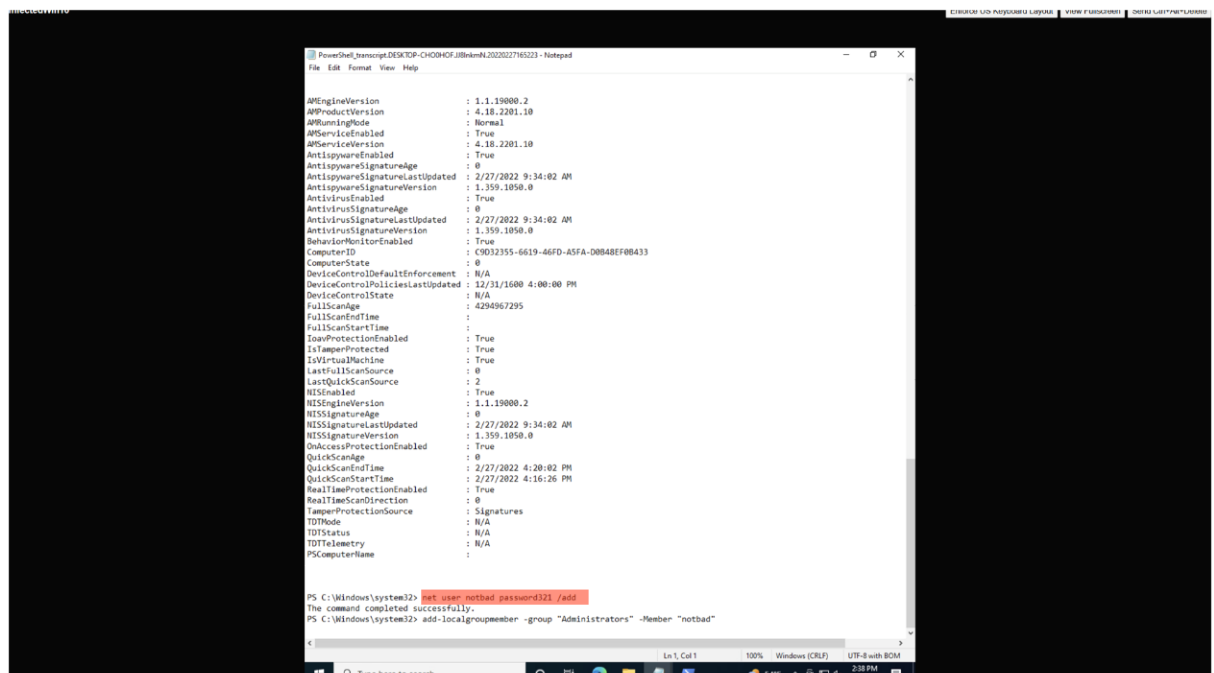 InfectedWin10
Enforce US Keyboard Layout View Fullscreen Send Ctrl+Alt+Delete
PowerShell_transcript.DESKTOP-CHO0HOF.JJBlnkmN.20220227165223 - Notepad
File Edit Format View Help
AMEngineVersion : 1.1.19000.2
AMProductVersion : 4.18.2201.10
AMRunningMode : Normal
AMServiceEnabled : True
AMServiceVersion : 4.18.2201.10
AntispywareEnabled : True
AntispywareSignatureAge : 0
AntispywareSignatureLastUpdated : 2/27/2022 9:34:02 AM
AntispywareSignatureVersion : 1.359.1050.0
AntivirusEnabled : True
AntivirusSignatureAge : 0
AntivirusSignatureLastUpdated : 2/27/2022 9:34:02 AM
AntivirusSignatureVersion : 1.359.1050.0
BehaviorMonitorEnabled : True
ComputerID : C9D32355-6619-46FD-A5FA-D0B48EF0B433
ComputerState : 0
DeviceControlDefaultEnforcement : N/A
DeviceControlPoliciesLastUpdated : 12/31/1600 4:00:00 PM
DeviceControlState : N/A
FullScanAge : 4294967295
FullScanEndTime :
FullScanStartTime :
IoavProtectionEnabled : True
IsTamperProtected : True
IsVirtualMachine : True
LastFullScanSource : 0
LastQuickScanSource : 2
NISEnabled : True
NISEngineVersion : 1.1.19000.2
NISSignatureAge : 0
NISSignatureLastUpdated : 2/27/2022 9:34:02 AM
NISSignatureVersion : 1.359.1050.0
OnAccessProtectionEnabled : True
QuickScanAge : 0
QuickScanEndTime : 2/27/2022 4:20:02 PM
QuickScanStartTime : 2/27/2022 4:16:26 PM
RealTimeProtectionEnabled : True
RealTimeScanDirection : 0
TamperProtectionSource : Signatures
TDTMode : N/A
TDTStatus : N/A
TDTTelemetry : N/A
PSComputerName :
PS C:\Windows\system32> net user notbad password321 /add
The command completed successfully.
PS C:\Windows\system32> add-localgroupmember -group "Administrators" -Member "notbad"
Ln 1, Col 1 100% Windows (CRLF) UTF-8 with BOM
Type here to search
2:38 PM